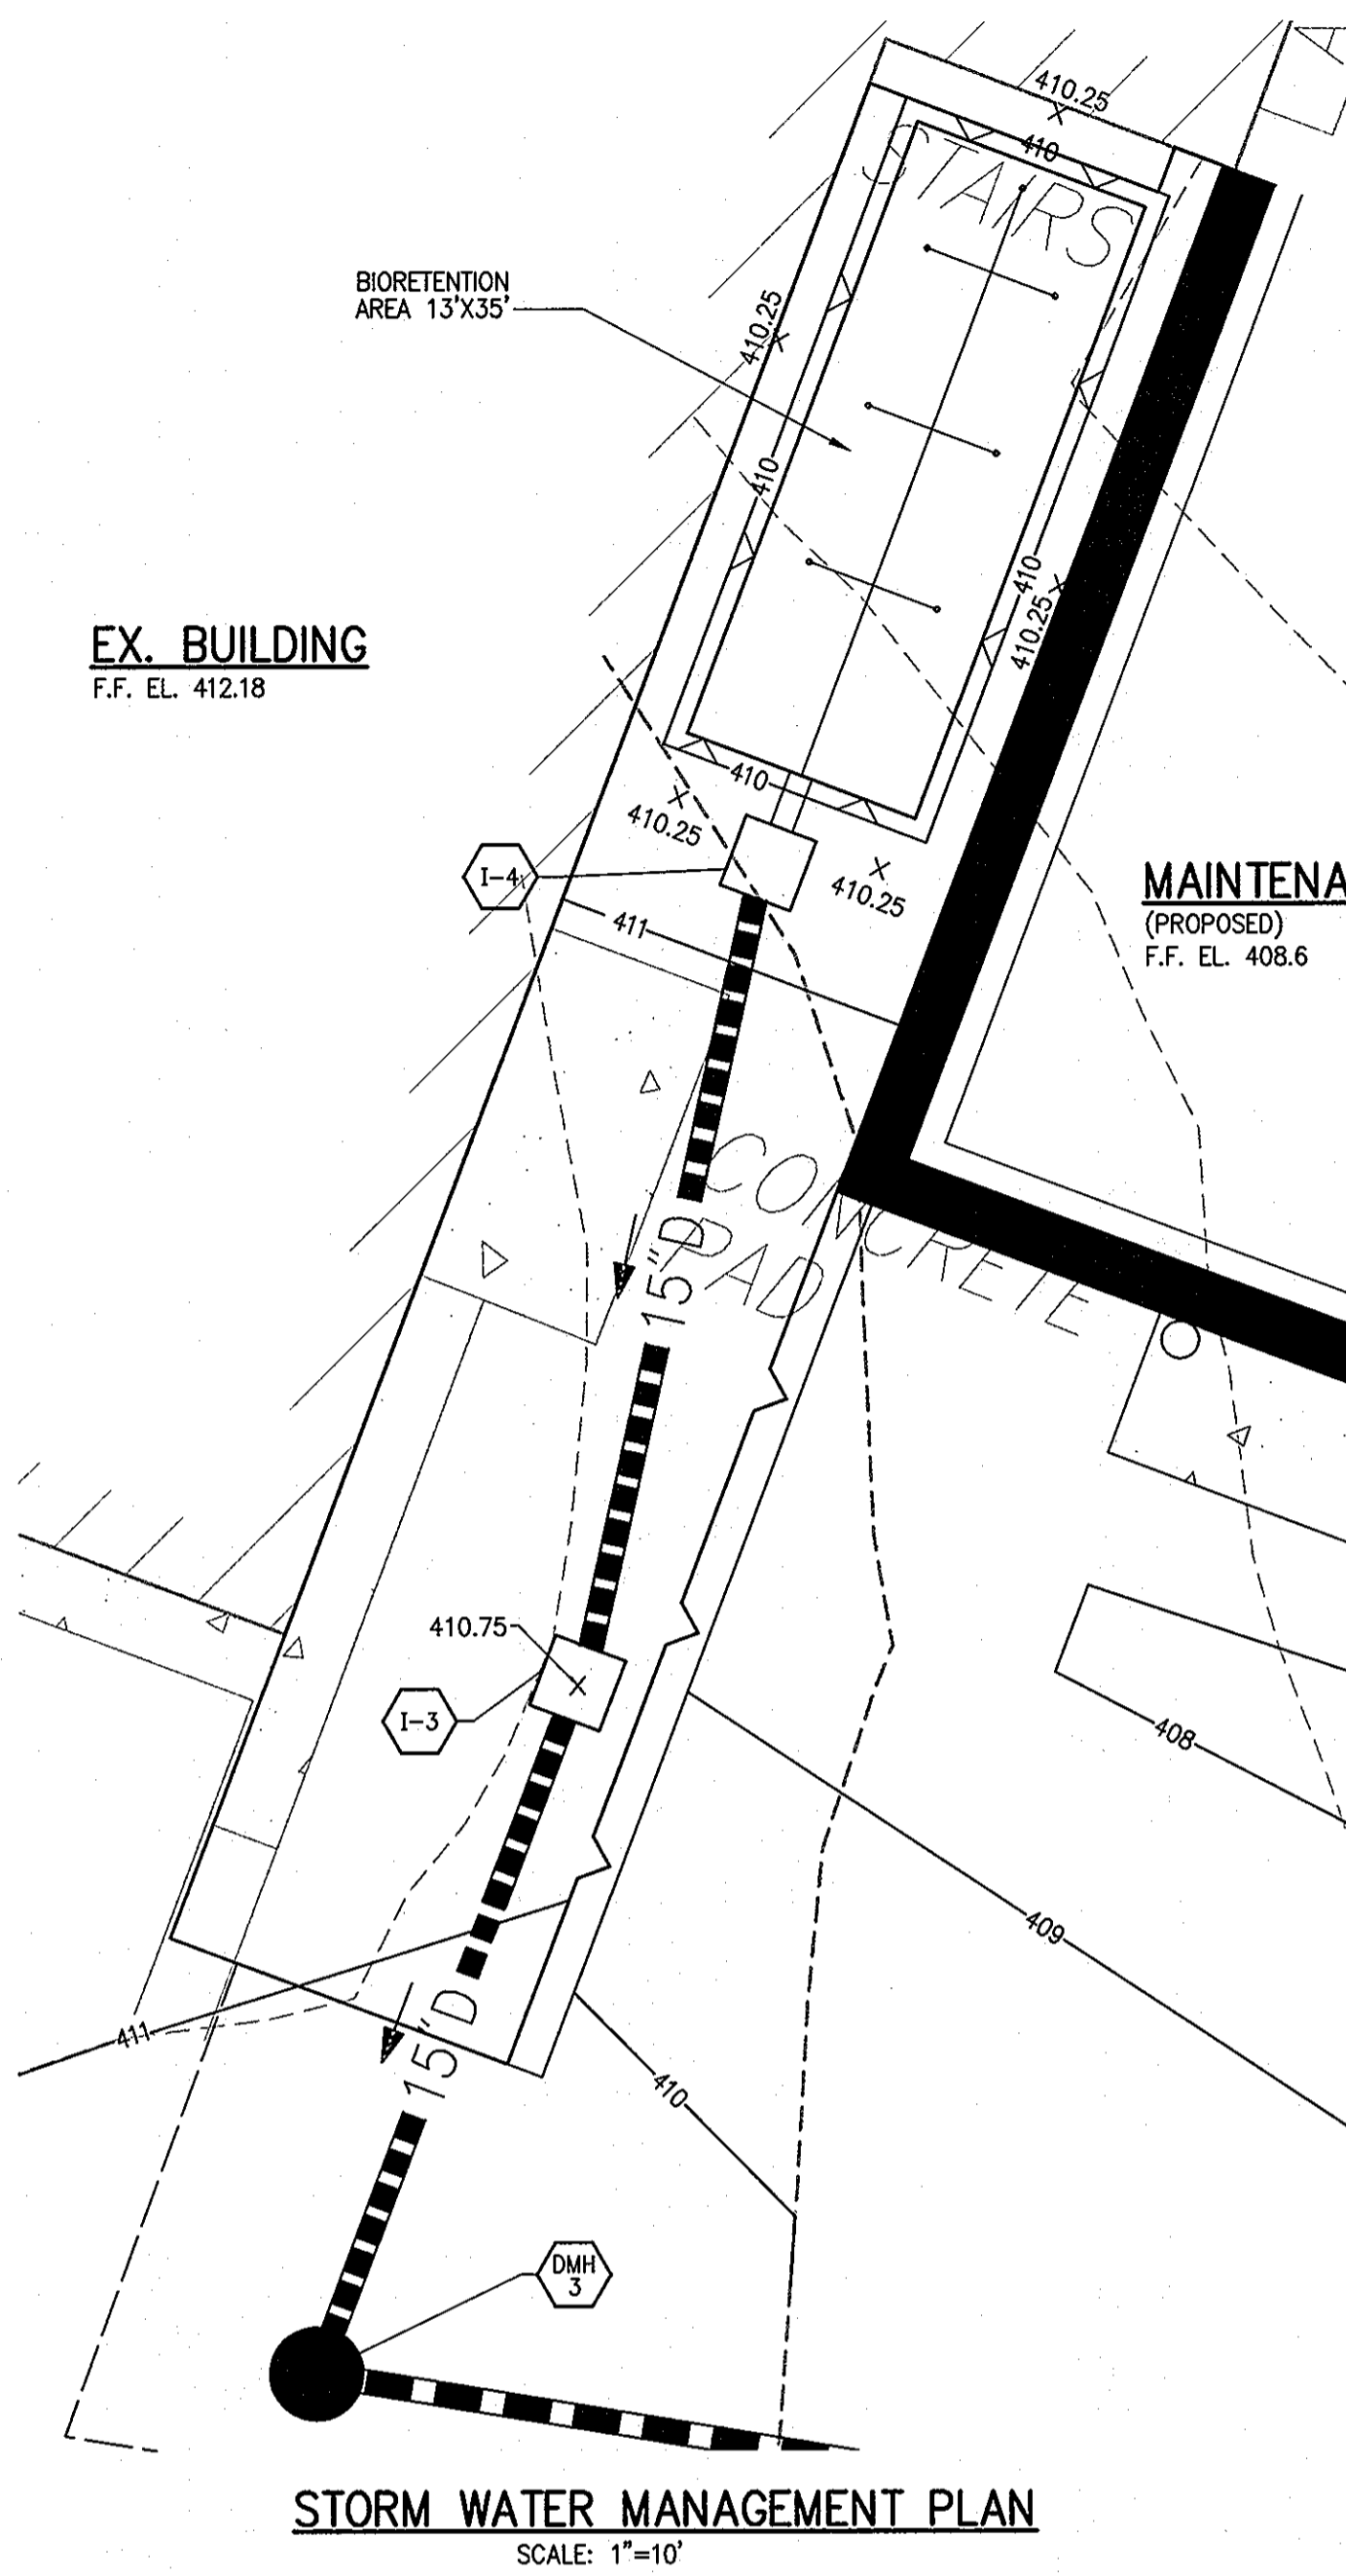 410.25
410
STAIRS
BIORETENTION
AREA 13'X35'
410.25
410
410
410.25
EX. BUILDING
F.F. EL. 412.18
410
410.25
I-4
410.25
MAINTENA
(PROPOSED)
F.F. EL. 408.6
411
CONCRETE
PAD
15"D
410.75
I-3
408
409
411
15"D
410
DMH
3
STORM WATER MANAGEMENT PLAN
SCALE: 1"=10'